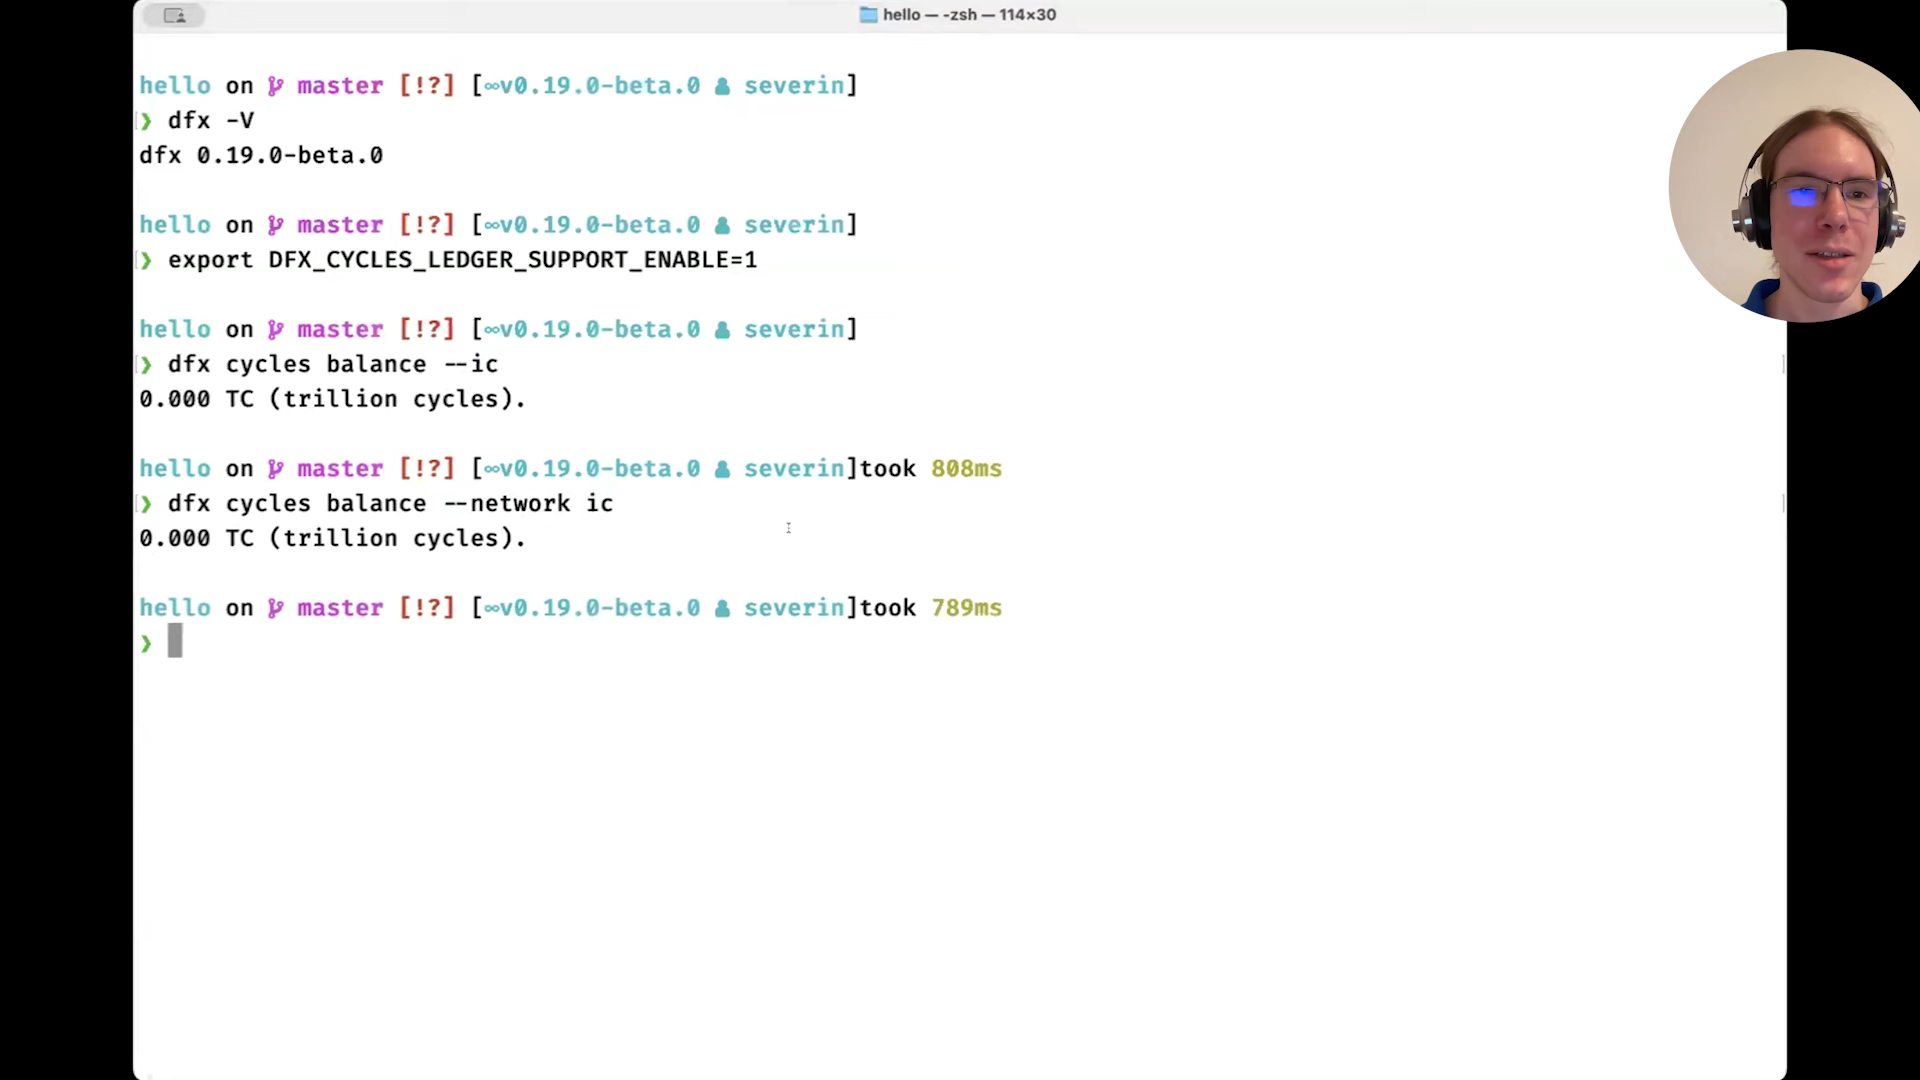 hello — -zsh — 114×30
hello on master [!?] [∞v0.19.0-beta.0 severin]
❯ dfx -V
dfx 0.19.0-beta.0
hello on master [!?] [∞v0.19.0-beta.0 severin]
❯ export DFX_CYCLES_LEDGER_SUPPORT_ENABLE=1
hello on master [!?] [∞v0.19.0-beta.0 severin]
❯ dfx cycles balance --ic
0.000 TC (trillion cycles).
hello on master [!?] [∞v0.19.0-beta.0 severin]took 808ms
❯ dfx cycles balance --network ic
0.000 TC (trillion cycles).
hello on master [!?] [∞v0.19.0-beta.0 severin]took 789ms
❯